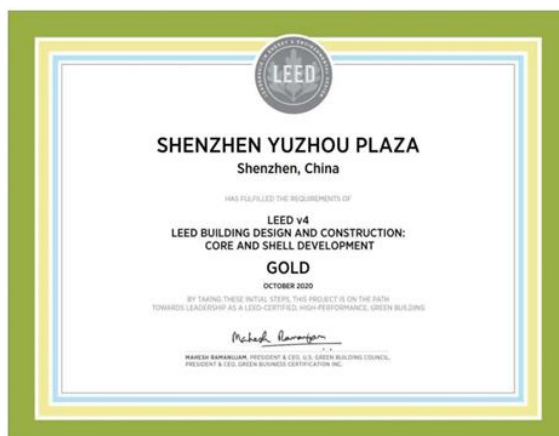 LEED
SHENZHEN YUZHOU PLAZA
Shenzhen, China
HAS FULFILLED THE REQUIREMENTS OF
LEED v4
LEED BUILDING DESIGN AND CONSTRUCTION:
CORE AND SHELL DEVELOPMENT
GOLD
OCTOBER 2020
BY TAKING THESE INITIAL STEPS, THIS PROJECT IS ON THE PATH
TOWARDS LEADERSHIP AS A LEED-CERTIFIED, HIGH-PERFORMANCE, GREEN BUILDING
Mahesh Ramanujam
MAHESH RAMANUJAM, PRESIDENT & CEO, U.S. GREEN BUILDING COUNCIL,
PRESIDENT & CEO, GREEN BUSINESS CERTIFICATION INC.